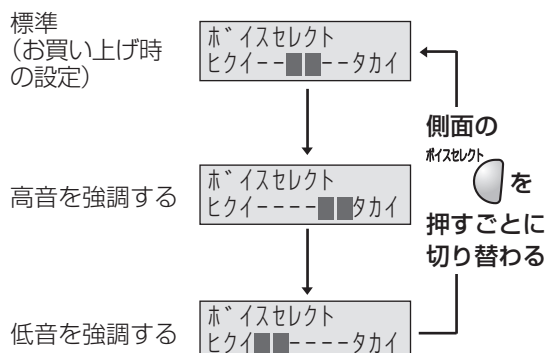 標準
(お買い上げ時
の設定)
ボイスセレクト
ヒクイ--■■--タカイ
高音を強調する
ボイスセレクト
ヒクイ----■■タカイ
低音を強調する
ボイスセレクト
ヒクイ■■----タカイ
側面の
ボイスセレクト
を
押すごとに
切り替わる